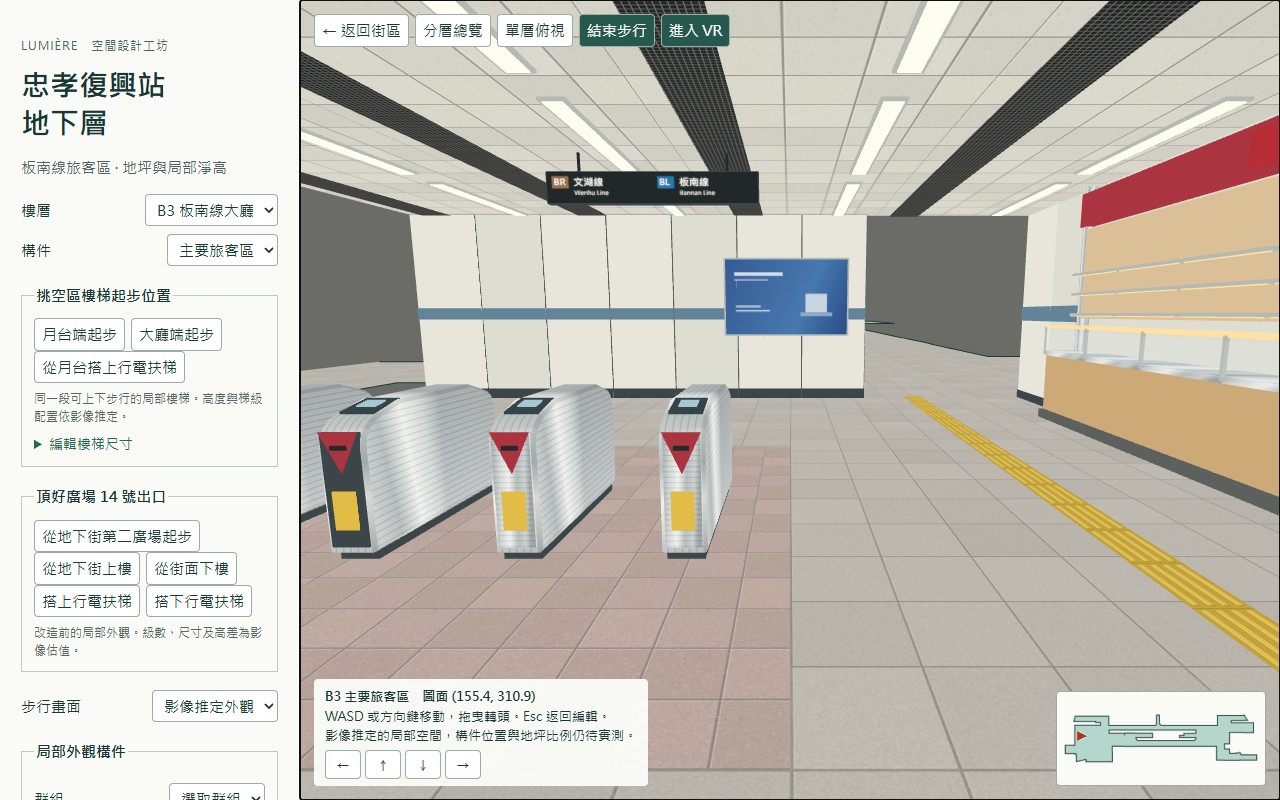 LUMIÈRE 空間設計工坊
忠孝復興站
地下層
板南線旅客區 · 地坪與局部淨高
樓層
B3 板南線大廳
構件
主要旅客區
挑空區樓梯起步位置
月台端起步
大廳端起步
從月台搭上行電扶梯
同一段可上下步行的局部樓梯。高度與梯級
配置依影像推定。
▶ 編輯樓梯尺寸
頂好廣場 14 號出口
從地下街第二廣場起步
從地下街上樓
從街面下樓
搭上行電扶梯
搭下行電扶梯
改造前的局部外觀。級數、尺寸及高差為影
像估值。
步行畫面
影像推定外觀
局部外觀構件
群組
選取群組
← 返回街區
分層總覽
單層俯視
結束步行
進入 VR
BR 文湖線
Wenhu Line
BL 板南線
Bannan Line
B3 主要旅客區 圖面 (155.4, 310.9)
WASD 或方向鍵移動，拖曳轉頭。Esc 返回編輯。
影像推定的局部空間，構件位置與地坪比例仍待實測。
← ↑ ↓ →